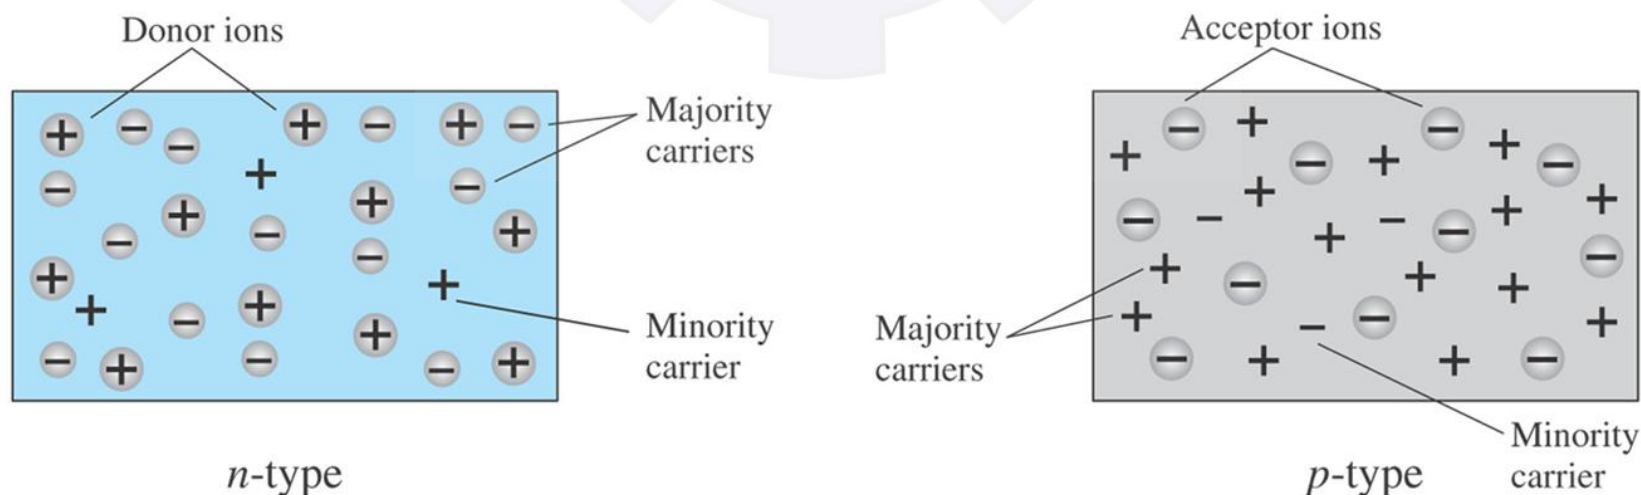 Donor ions
Majority
carriers
Minority
carrier
n-type
Acceptor ions
Majority
carriers
Minority
carrier
p-type